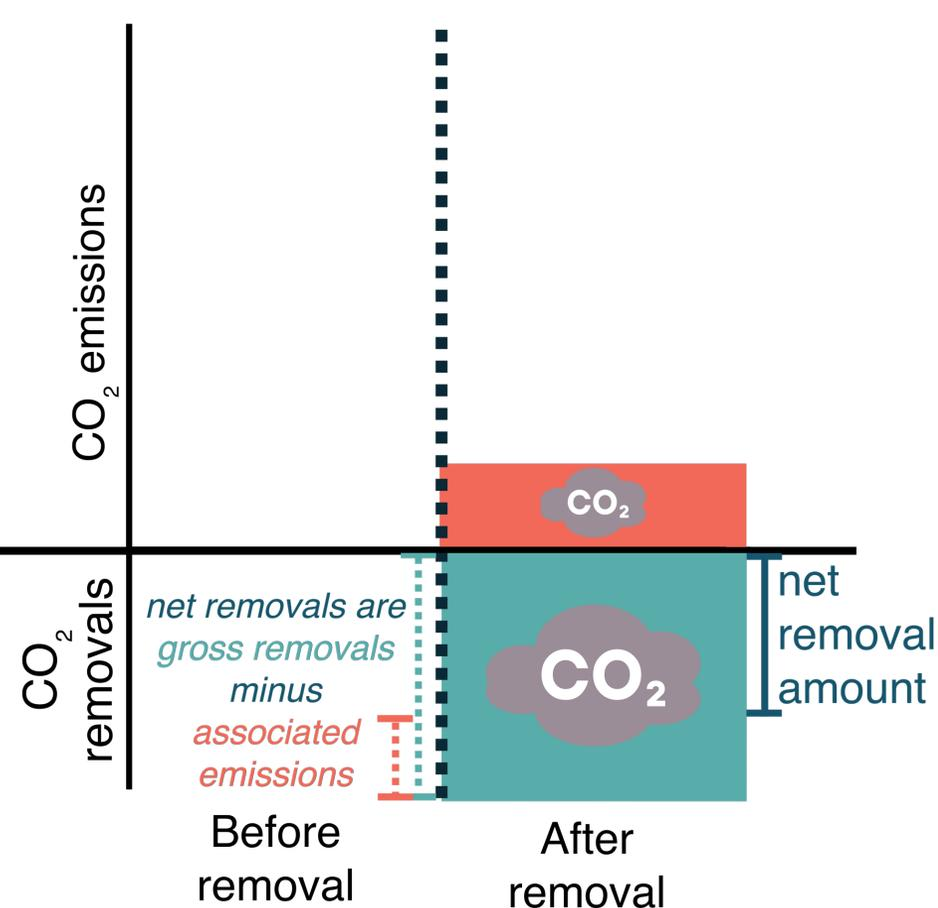 CO₂ emissions
CO₂
removals
CO₂
CO₂
net removals are
gross removals
minus
associated
emissions
net
removal
amount
Before
removal
After
removal